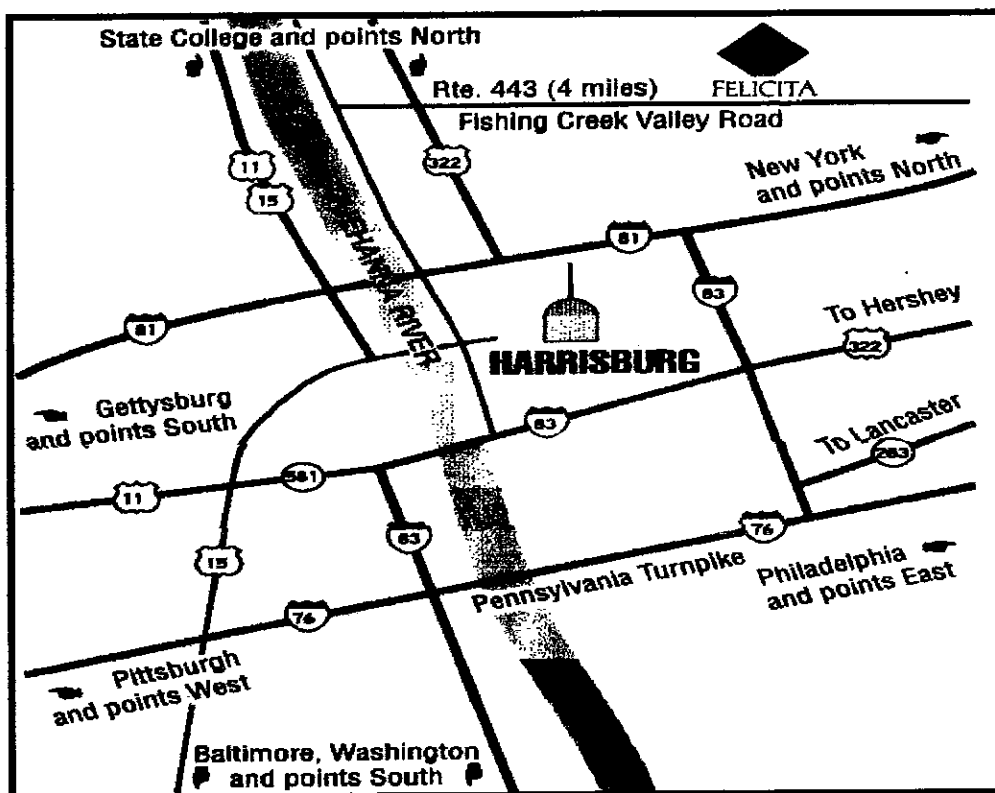 State College and points North
Rte. 443 (4 miles)
FELICITA
Fishing Creek Valley Road
11
322
New York
and points North
15
81
HANNA RIVER
83
To Hershey
81
322
HARRISBURG
Gettysburg
and points South
83
To Lancaster
283
581
11
83
76
15
Pennsylvania Turnpike
Philadelphia
and points East
76
Pittsburgh
and points West
Baltimore, Washington
and points South